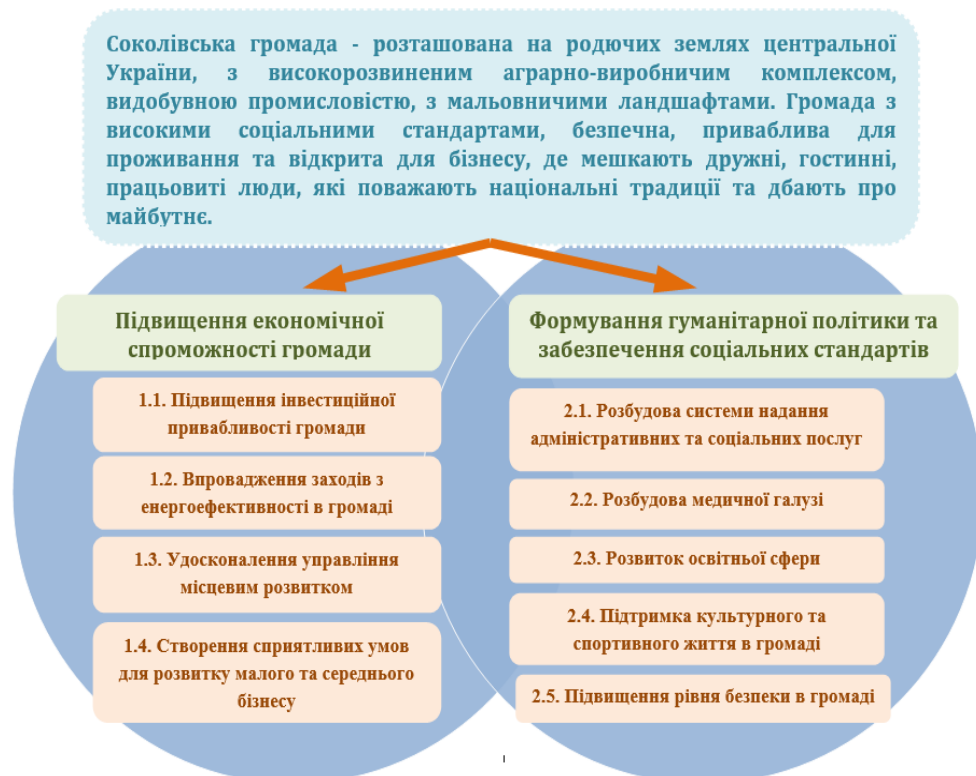 Соколівська громада - розташована на родючих землях центральної
України, з високорозвиненим аграрно-виробничим комплексом,
видобувною промисловістю, з мальовничими ландшафтами. Громада з
високими соціальними стандартами, безпечна, приваблива для
проживання та відкрита для бізнесу, де мешкають дружні, гостинні,
працьовиті люди, які поважають національні традиції та дбають про
майбутнє.
Підвищення економічної
спроможності громади
1.1. Підвищення інвестиційної
привабливості громади
1.2. Впровадження заходів з
енергоефективності в громаді
1.3. Удосконалення управління
місцевим розвитком
1.4. Створення сприятливих умов
для розвитку малого та середнього
бізнесу
Формування гуманітарної політики та
забезпечення соціальних стандартів
2.1. Розбудова системи надання
адміністративних та соціальних послуг
2.2. Розбудова медичної галузі
2.3. Розвиток освітньої сфери
2.4. Підтримка культурного та
спортивного життя в громаді
2.5. Підвищення рівня безпеки в громаді